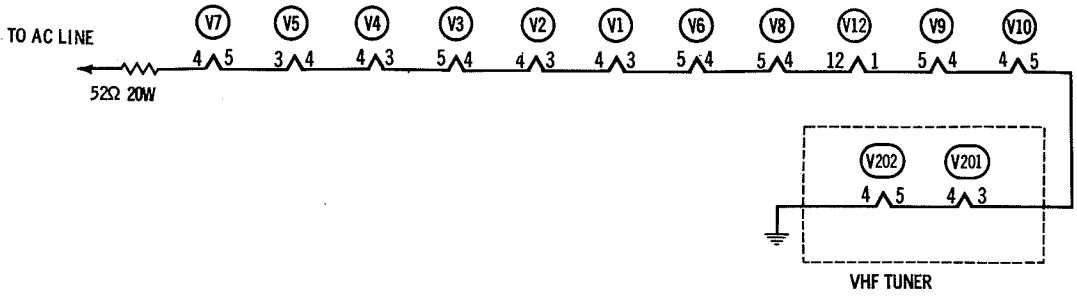 V7 V5 V4 V3 V2 V1 V6 V8 V12 V9 V10
TO AC LINE
4 5 3 4 4 3 5 4 4 3 4 3 5 4 5 4 12 1 5 4 4 5
52Ω 20W
V202 V201
4 5 4 3
VHF TUNER